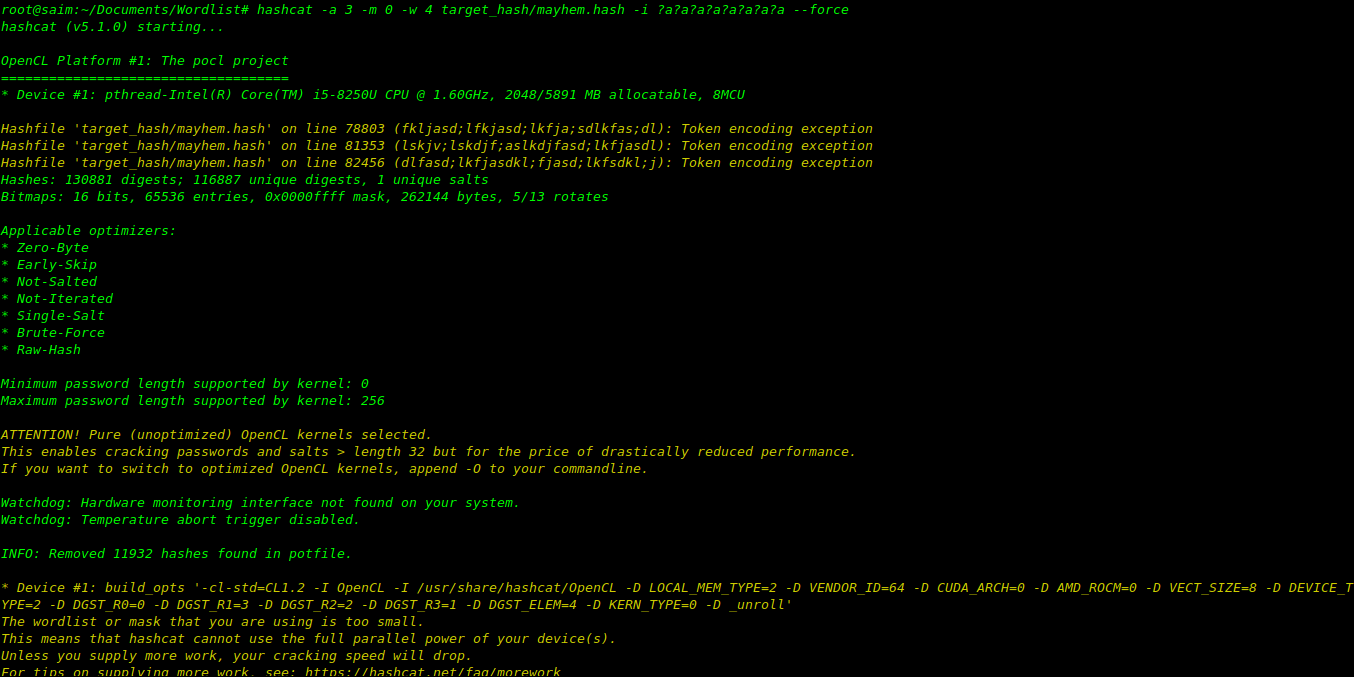 root@saim:~/Documents/Wordlist# hashcat -a 3 -m 0 -w 4 target_hash/mayhem.hash -i ?a?a?a?a?a?a?a?a --force
hashcat (v5.1.0) starting...
OpenCL Platform #1: The pocl project
====================================
* Device #1: pthread-Intel(R) Core(TM) i5-8250U CPU @ 1.60GHz, 2048/5891 MB allocatable, 8MCU
Hashfile 'target_hash/mayhem.hash' on line 78803 (fkljasd;lfkjasd;lkfja;sdlkfas;dl): Token encoding exception
Hashfile 'target_hash/mayhem.hash' on line 81353 (lskjv;lskdjf;aslkdjfasd;lkfjasdl): Token encoding exception
Hashfile 'target_hash/mayhem.hash' on line 82456 (dlfasd;lkfjasdkl;fjasd;lkfsdkl;j): Token encoding exception
Hashes: 130881 digests; 116887 unique digests, 1 unique salts
Bitmaps: 16 bits, 65536 entries, 0x0000ffff mask, 262144 bytes, 5/13 rotates
Applicable optimizers:
* Zero-Byte
* Early-Skip
* Not-Salted
* Not-Iterated
* Single-Salt
* Brute-Force
* Raw-Hash
Minimum password length supported by kernel: 0
Maximum password length supported by kernel: 256
ATTENTION! Pure (unoptimized) OpenCL kernels selected.
This enables cracking passwords and salts > length 32 but for the price of drastically reduced performance.
If you want to switch to optimized OpenCL kernels, append -O to your commandline.
Watchdog: Hardware monitoring interface not found on your system.
Watchdog: Temperature abort trigger disabled.
INFO: Removed 11932 hashes found in potfile.
* Device #1: build_opts '-cl-std=CL1.2 -I OpenCL -I /usr/share/hashcat/OpenCL -D LOCAL_MEM_TYPE=2 -D VENDOR_ID=64 -D CUDA_ARCH=0 -D AMD_ROCM=0 -D VECT_SIZE=8 -D DEVICE_T
YPE=2 -D DGST_R0=0 -D DGST_R1=3 -D DGST_R2=2 -D DGST_R3=1 -D DGST_ELEM=4 -D KERN_TYPE=0 -D _unroll'
The wordlist or mask that you are using is too small.
This means that hashcat cannot use the full parallel power of your device(s).
Unless you supply more work, your cracking speed will drop.
For tips on supplying more work, see: https://hashcat.net/faq/morework